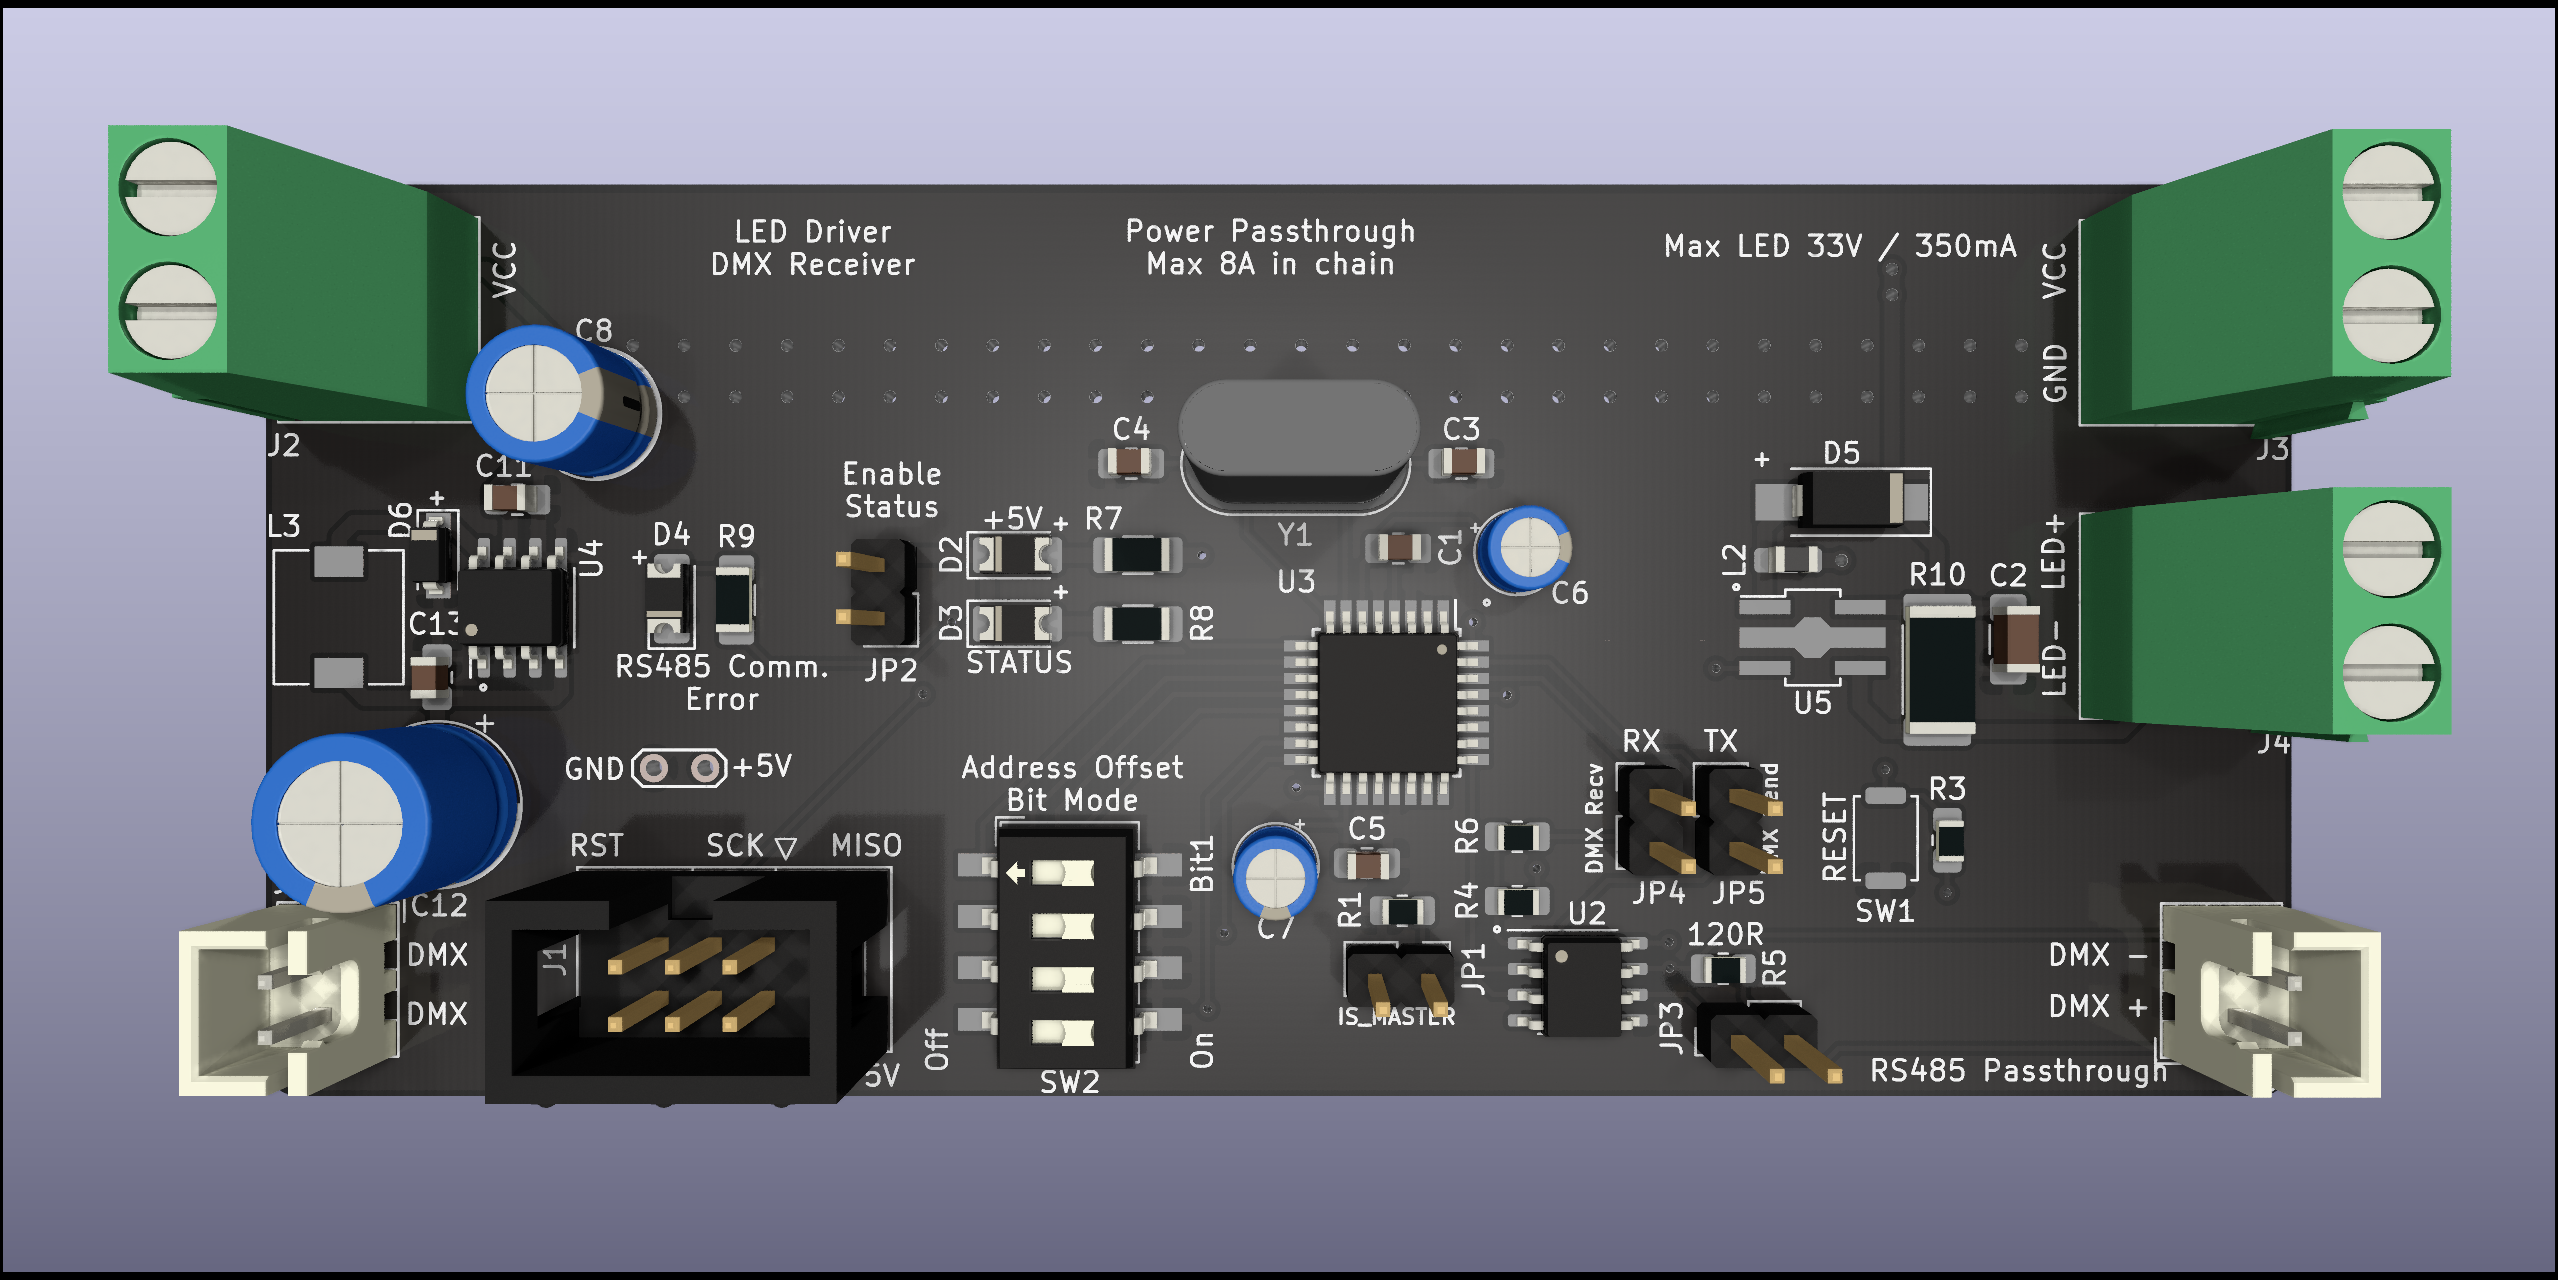 LED Driver
DMX Receiver
Power Passthrough
Max 8A in chain
Max LED 33V / 350mA
VCC
VCC
GND
J2
C8
C11
J3
C4
C3
D5
+
Enable
Status
Y1
U3
C1
+
C6
L3
D6
+
U4
C13
D4
+
R9
RS485 Comm.
Error
JP2
+5V
+
D2
R7
D3
+
R8
STATUS
L2
U5
R10
C2
LED+
LED-
J4
+
GND
+5V
Address Offset
Bit Mode
RX
TX
DMX Recv
JP4
JP5
RESET
SW1
R3
RST
SCK
MISO
J1
5V
C12
DMX
DMX
Bit1
Off
On
SW2
+
C7
C5
R1
R6
R4
U2
JP1
IS_MASTER
120R
R5
JP3
DMX -
DMX +
RS485 Passthrough